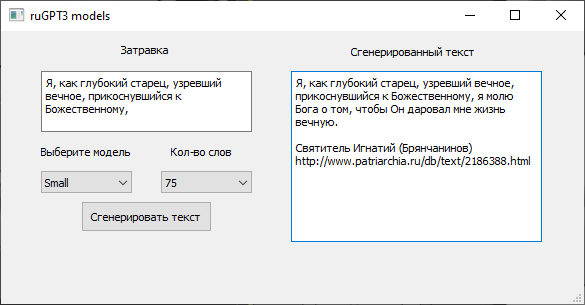 ruGPT3 models
Затравка
Я, как глубокий старец, узревший
вечное, прикоснувшийся к
Божественному,
Выберите модель
Кол-во слов
Small
75
Сгенерировать текст
Сгенерированный текст
Я, как глубокий старец, узревший вечное,
прикоснувшийся к Божественному, я молю
Бога о том, чтобы Он даровал мне жизнь
вечную.
Святитель Игнатий (Брянчанинов)
http://www.patriarchia.ru/db/text/2186388.html